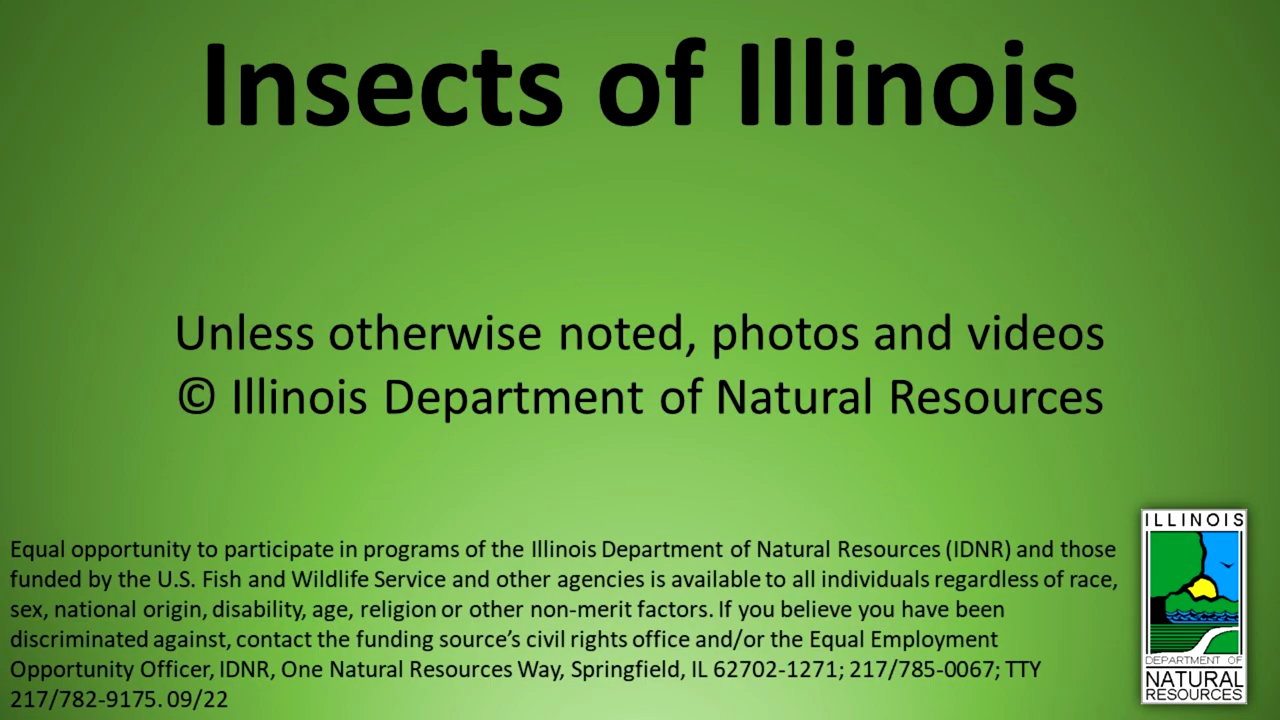 Insects of Illinois
Unless otherwise noted, photos and videos
© Illinois Department of Natural Resources
Equal opportunity to participate in programs of the Illinois Department of Natural Resources (IDNR) and those
funded by the U.S. Fish and Wildlife Service and other agencies is available to all individuals regardless of race,
sex, national origin, disability, age, religion or other non-merit factors. If you believe you have been
discriminated against, contact the funding source’s civil rights office and/or the Equal Employment
Opportunity Officer, IDNR, One Natural Resources Way, Springfield, IL 62702-1271; 217/785-0067; TTY
217/782-9175. 09/22
ILLINOIS
DEPARTMENT OF
NATURAL
RESOURCES